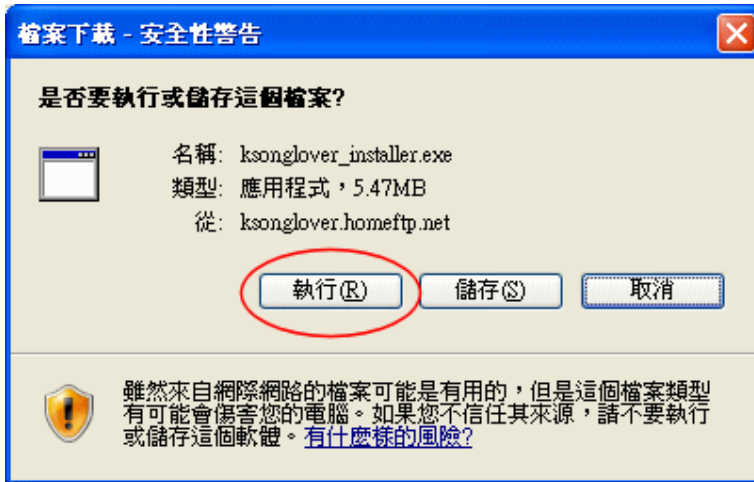 檔案下載 - 安全性警告
是否要執行或儲存這個檔案?
名稱: ksonglover_installer.exe
類型: 應用程式，5.47MB
從: ksonglover.homeftp.net
執行(R) 儲存(S) 取消
雖然來自網際網路的檔案可能是有用的，但是這個檔案類型
有可能會傷害您的電腦。如果您不信任其來源，請不要執行
或儲存這個軟體。有什麼樣的風險?